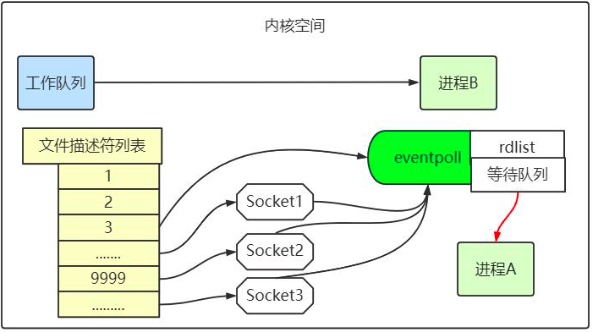 内核空间
工作队列
进程B
文件描述符列表
1
2
3
.......
9999
.........
Socket1
Socket2
Socket3
eventpoll
rdlist
等待队列
进程A